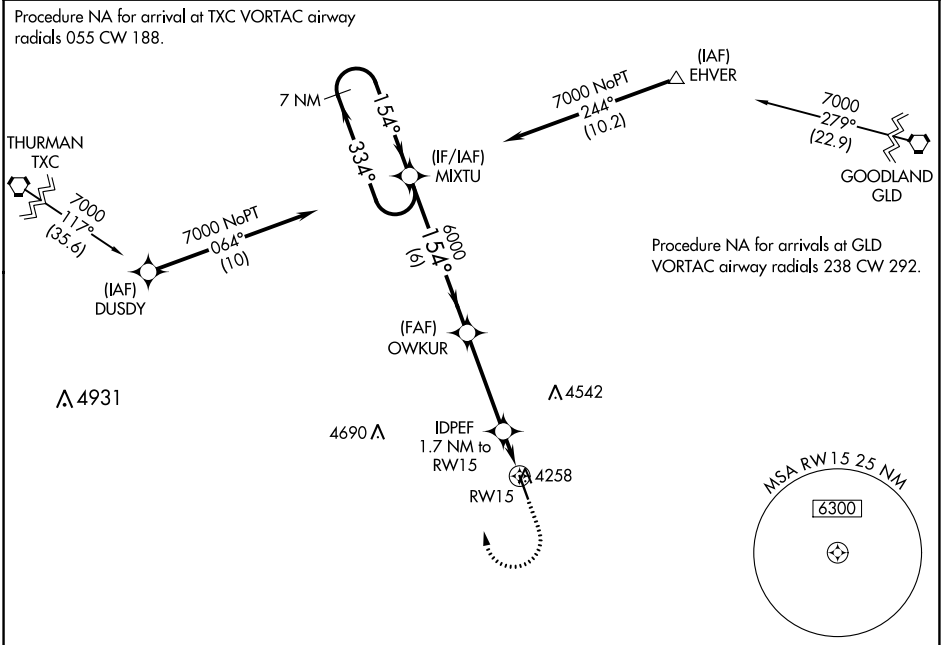 Procedure NA for arrival at TXC VORTAC airway
radials 055 CW 188.
(IAF)
EHVER
7 NM
154°
334°
7000 NoPT
244°
(10.2)
7000
279°
(22.9)
GOODLAND
GLD
THURMAN
TXC
(IF/IAF)
MIXTU
7000
117°
(35.6)
7000 NoPT
064°
(10)
6000
154°
(6)
Procedure NA for arrivals at GLD
VORTAC airway radials 238 CW 292.
(IAF)
DUSDY
(FAF)
OWKUR
4931
4542
4690
IDPEF
1.7 NM to
RW15
4258
RW15
MSA RW15 25 NM
6300